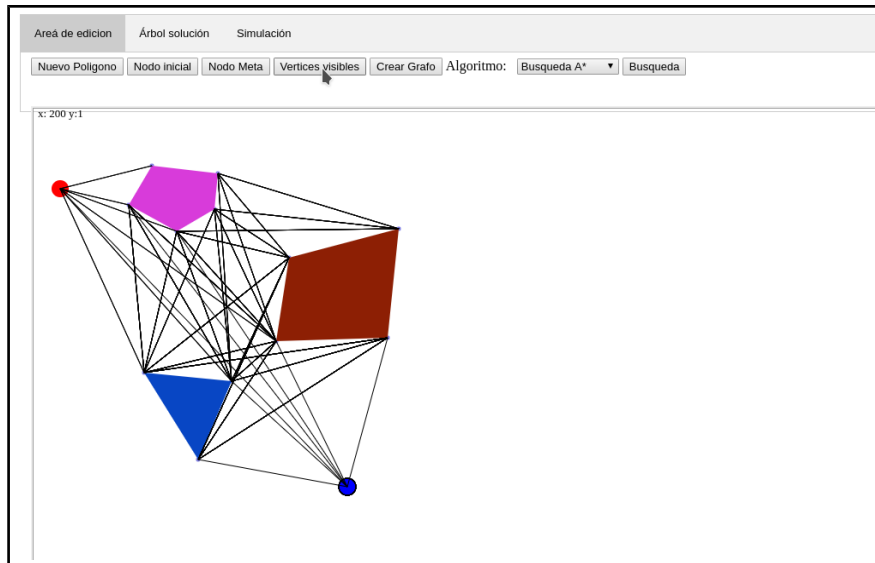 Areá de edicion Árbol solución Simulación
Nuevo Poligono Nodo inicial Nodo Meta Vertices visibles Crear Grafo Algoritmo: Busqueda A* Busqueda
x: 200 y:1